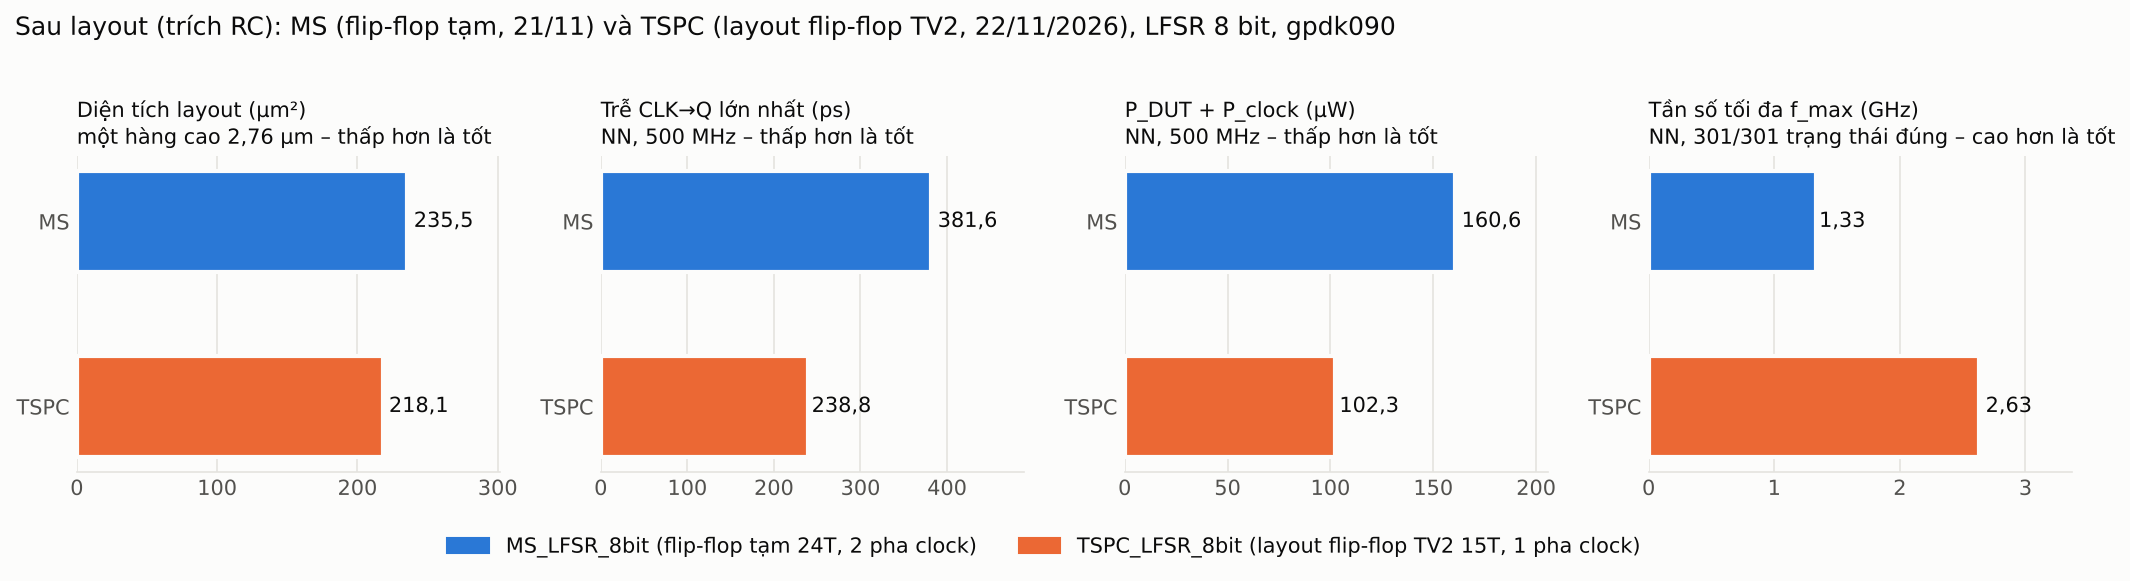 Sau layout (trích RC): MS (flip-flop tạm, 21/11) và TSPC (layout flip-flop TV2, 22/11/2026), LFSR 8 bit, gpdk090
Diện tích layout (µm²)
một hàng cao 2,76 µm – thấp hơn là tốt
MS
235,5
TSPC
218,1
0 100 200 300
Trễ CLK→Q lớn nhất (ps)
NN, 500 MHz – thấp hơn là tốt
MS
381,6
TSPC
238,8
0 100 200 300 400
P_DUT + P_clock (µW)
NN, 500 MHz – thấp hơn là tốt
MS
160,6
TSPC
102,3
0 50 100 150 200
Tần số tối đa f_max (GHz)
NN, 301/301 trạng thái đúng – cao hơn là tốt
MS
1,33
TSPC
2,63
0 1 2 3
MS_LFSR_8bit (flip-flop tạm 24T, 2 pha clock)
TSPC_LFSR_8bit (layout flip-flop TV2 15T, 1 pha clock)